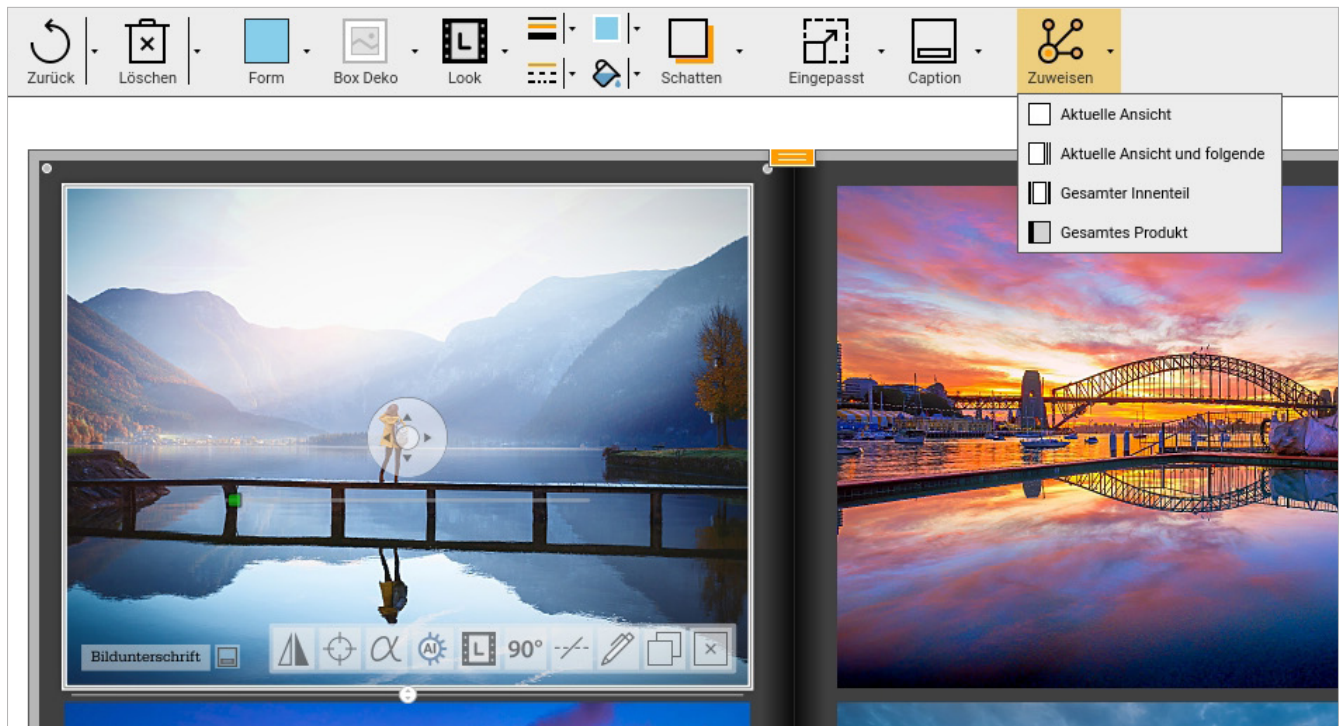 Zurück
Löschen
Form
Box Deko
L
Look
Schatten
Eingepasst
Caption
Zuweisen
Aktuelle Ansicht
Aktuelle Ansicht und folgende
Gesamter Innenteil
Gesamtes Produkt
Bildunterschrift
α
AI
L
90°